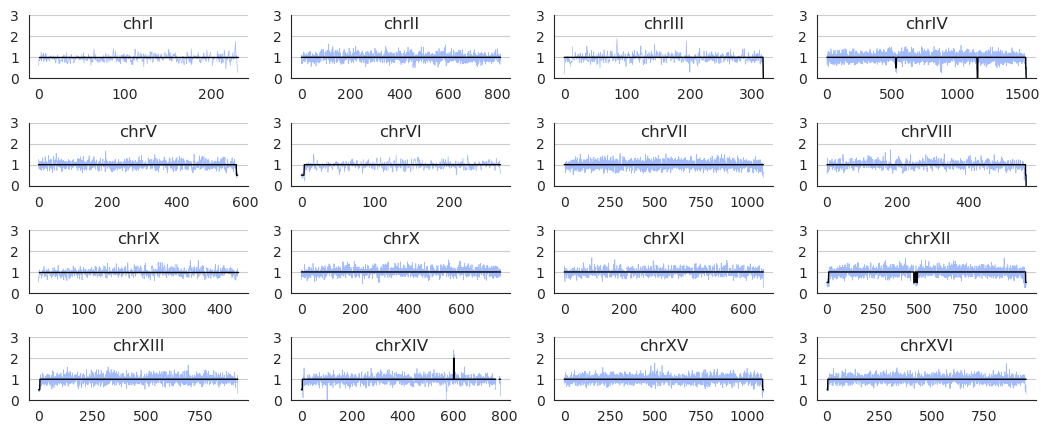 3 chrI 3 chrII 3 chrIII 3 chrIV
2 2 2 2
1 1 1 1
0 0 0 0
0 100 200 0 200 400 600 800 0 100 200 300 0 500 1000 1500
3 chrV 3 chrVI 3 chrVII 3 chrVIII
2 2 2 2
1 1 1 1
0 0 0 0
0 200 400 600 0 100 200 0 250 500 750 1000 0 200 400
3 chrIX 3 chrX 3 chrXI 3 chrXII
2 2 2 2
1 1 1 1
0 0 0 0
0 100 200 300 400 0 200 400 600 0 200 400 600 0 250 500 750 1000
3 chrXIII 3 chrXIV 3 chrXV 3 chrXVI
2 2 2 2
1 1 1 1
0 0 0 0
0 250 500 750 0 200 400 600 800 0 250 500 750 1000 0 250 500 750